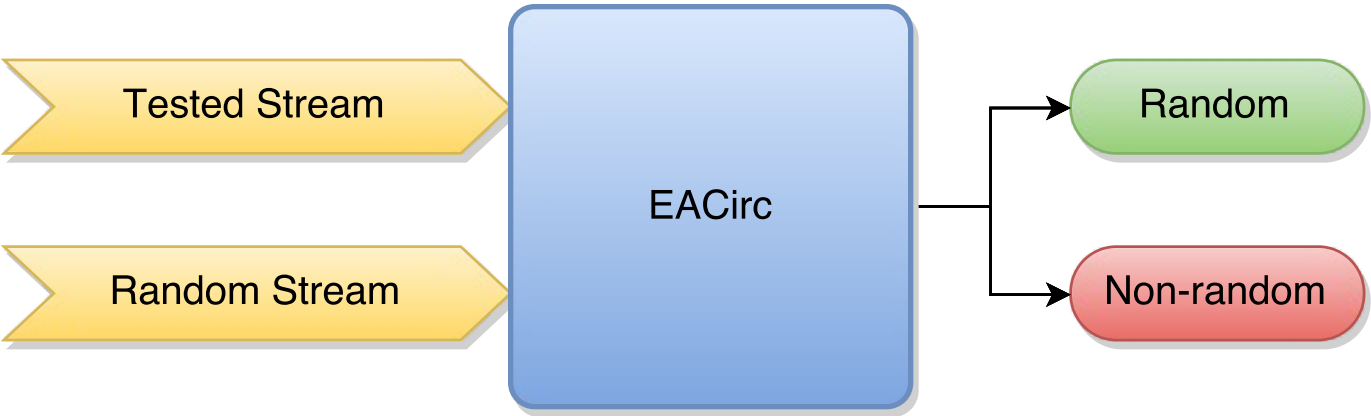 Tested Stream
Random Stream
EACirc
Random
Non-random